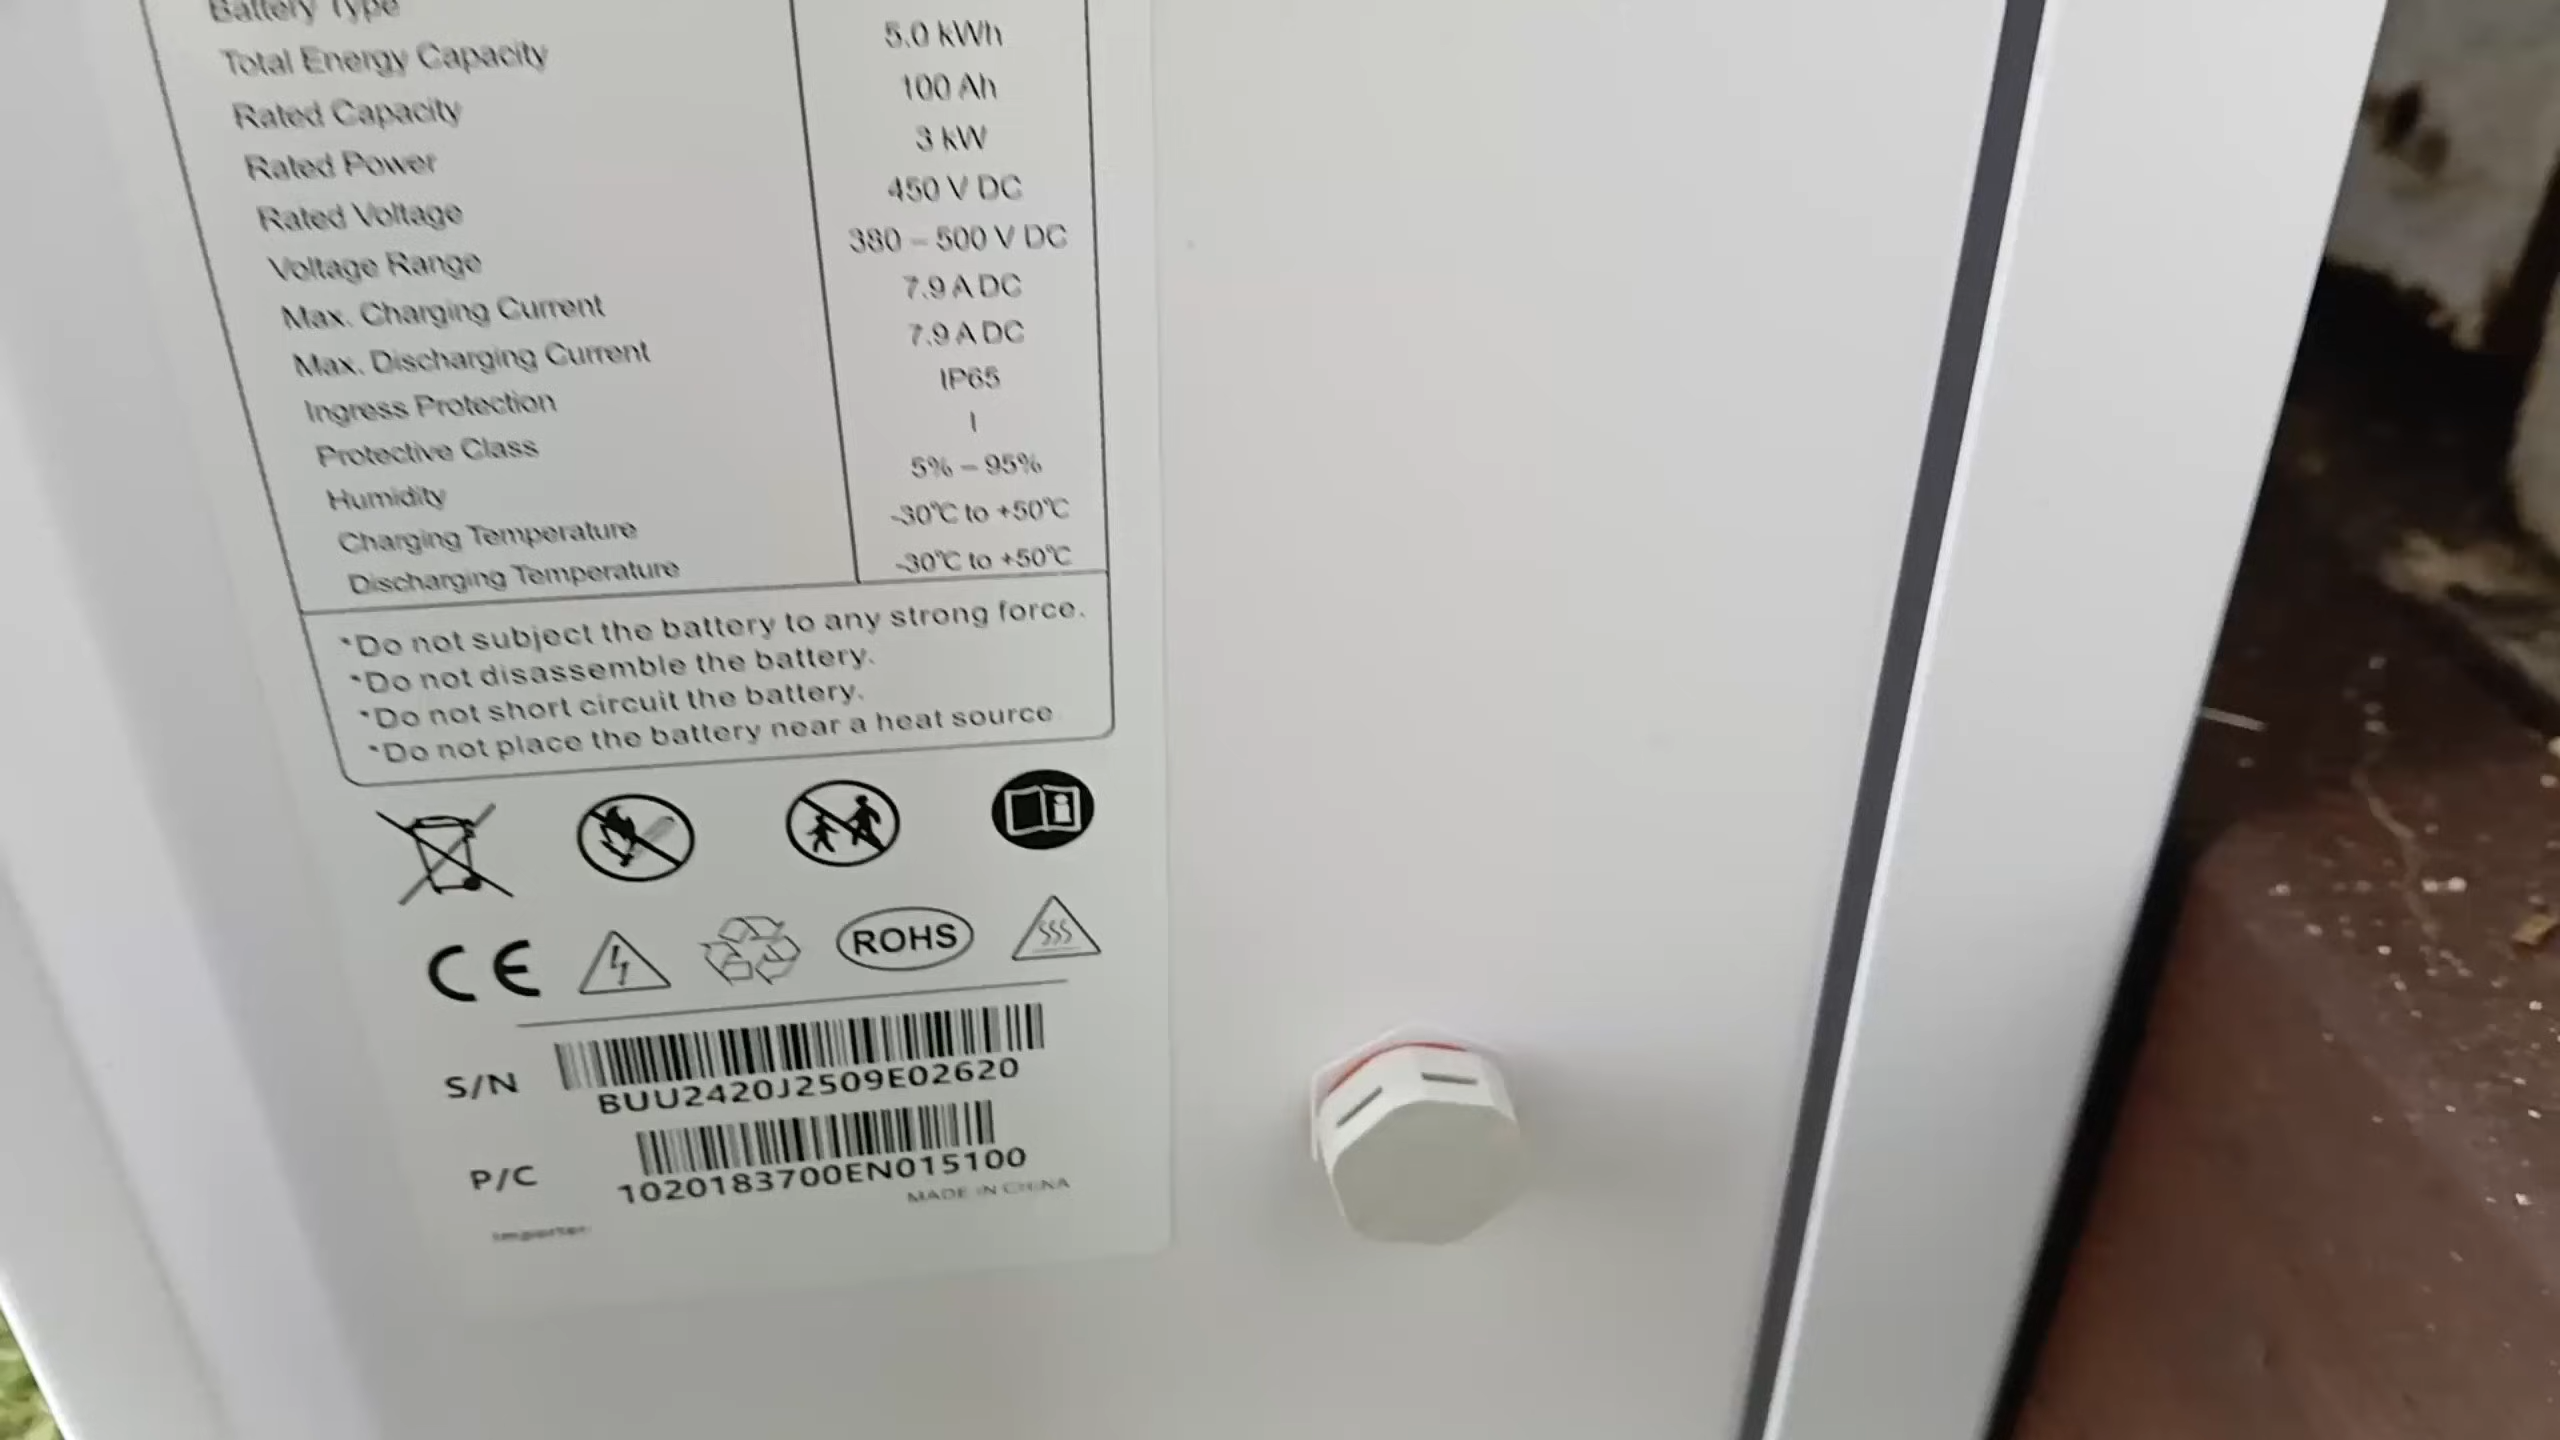 Battery Type
Total Energy Capacity 5.0 kWh
Rated Capacity 100 Ah
Rated Power 3 kW
Rated Voltage 450 V DC
Voltage Range 380 – 500 V DC
Max. Charging Current 7.9 A DC
Max. Discharging Current 7.9 A DC
Ingress Protection IP65
Protective Class I
Humidity 5% – 95%
Charging Temperature -30℃ to +50℃
Discharging Temperature -30℃ to +50℃
*Do not subject the battery to any strong force.
*Do not disassemble the battery.
*Do not short circuit the battery.
*Do not place the battery near a heat source
CE ROHS
S/N BUU2420J2509E02620
P/C 1020183700EN015100
MADE IN CHINA
Importer: